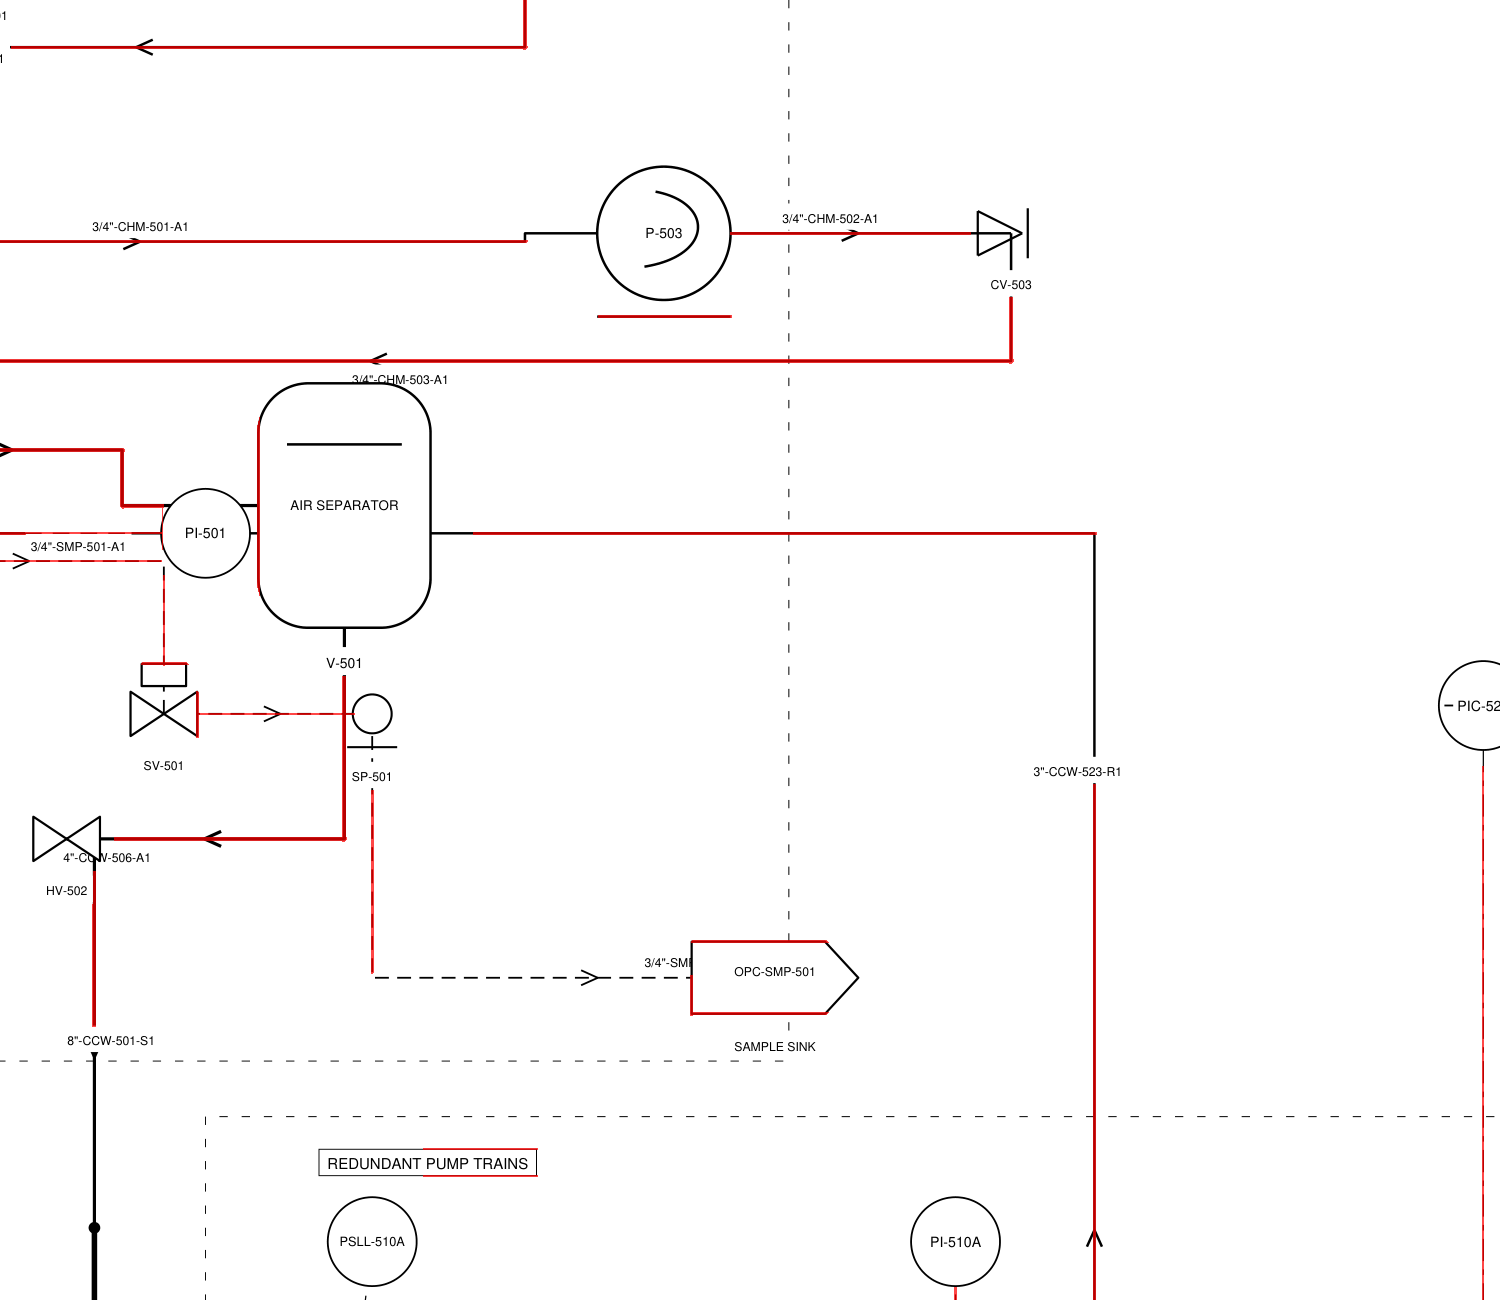 3/4"-CHM-501-A1
3/4"-CHM-502-A1
P-503
CV-503
3/4"-CHM-503-A1
AIR SEPARATOR
PI-501
3/4"-SMP-501-A1
V-501
SV-501
SP-501
3"-CCW-523-R1
4"-CCW-506-A1
HV-502
3/4"-SMP
OPC-SMP-501
8"-CCW-501-S1
SAMPLE SINK
REDUNDANT PUMP TRAINS
PSLL-510A
PI-510A